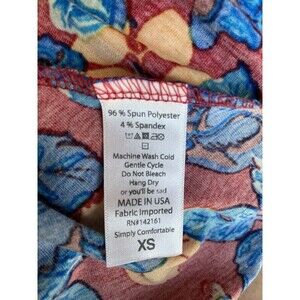 96 % Spun Polyester
4 % Spandex
Machine Wash Cold
Gentle Cycle
Do Not Bleach
Hang Dry
or you'll be sad
MADE IN USA
Fabric Imported
RN#142161
Simply Comfortable
XS